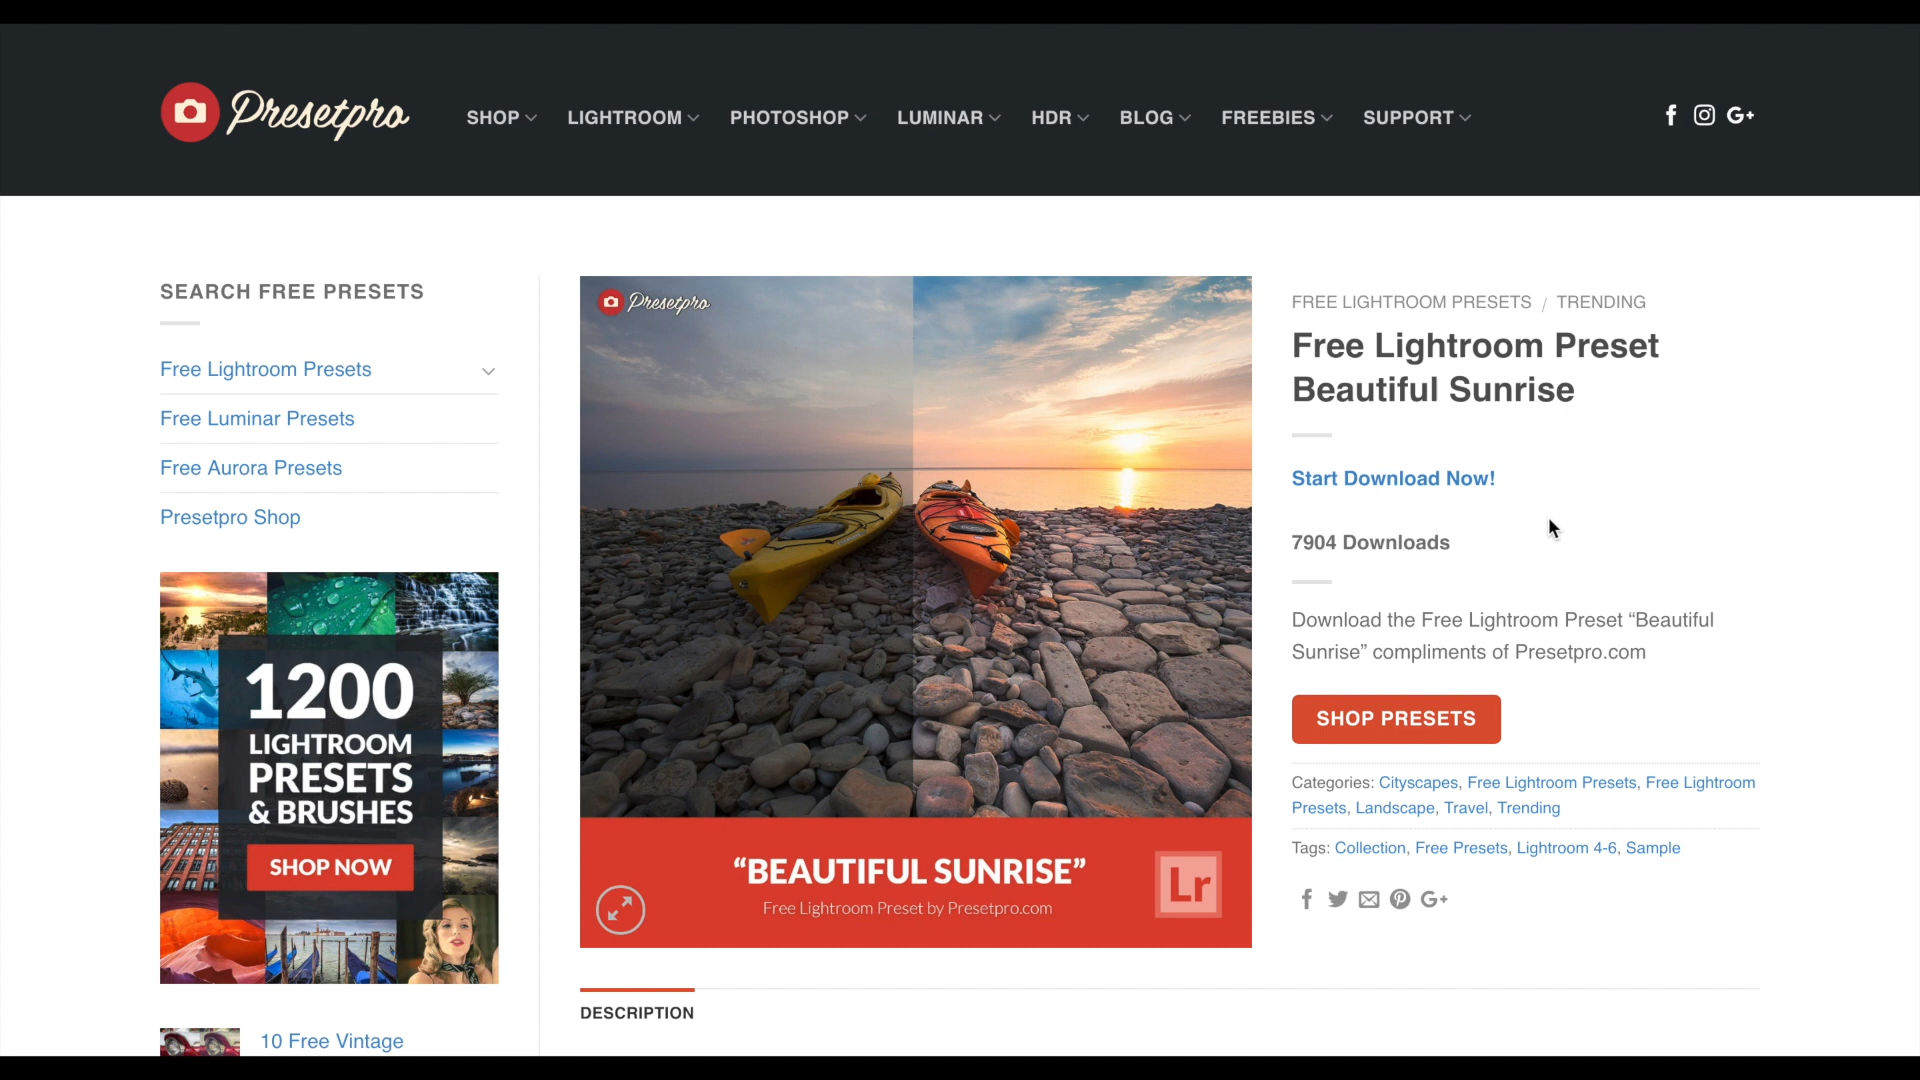 Presetpro
SHOP
LIGHTROOM
PHOTOSHOP
LUMINAR
HDR
BLOG
FREEBIES
SUPPORT
SEARCH FREE PRESETS
Free Lightroom Presets
Free Luminar Presets
Free Aurora Presets
Presetpro Shop
1200
LIGHTROOM
PRESETS
& BRUSHES
SHOP NOW
10 Free Vintage
Presetpro
“BEAUTIFUL SUNRISE”
Free Lightroom Preset by Presetpro.com
Lr
DESCRIPTION
FREE LIGHTROOM PRESETS / TRENDING
Free Lightroom Preset
Beautiful Sunrise
Start Download Now!
7904 Downloads
Download the Free Lightroom Preset “Beautiful
Sunrise” compliments of Presetpro.com
SHOP PRESETS
Categories: Cityscapes, Free Lightroom Presets, Free Lightroom
Presets, Landscape, Travel, Trending
Tags: Collection, Free Presets, Lightroom 4-6, Sample